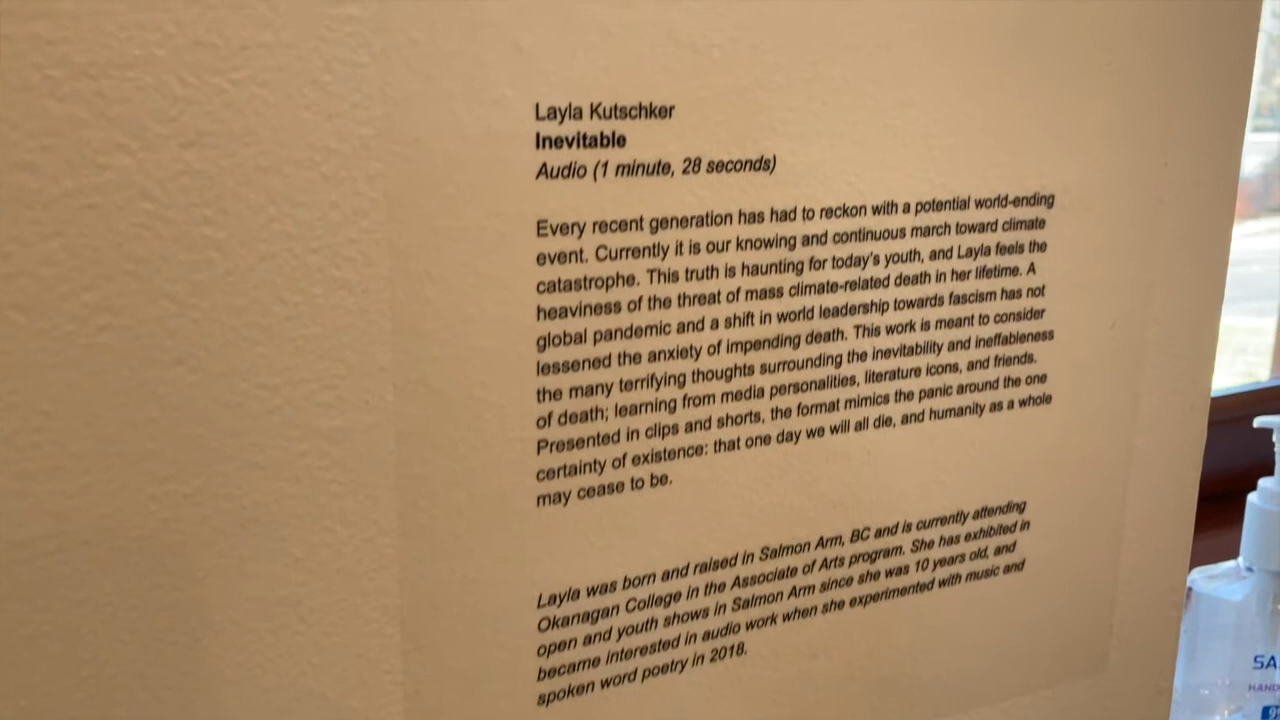 Layla Kutschker
Inevitable
Audio (1 minute, 28 seconds)
Every recent generation has had to reckon with a potential world-ending
event. Currently it is our knowing and continuous march toward climate
catastrophe. This truth is haunting for today's youth, and Layla feels the
heaviness of the threat of mass climate-related death in her lifetime. A
global pandemic and a shift in world leadership towards fascism has not
lessened the anxiety of impending death. This work is meant to consider
the many terrifying thoughts surrounding the inevitability and ineffableness
of death; learning from media personalities, literature icons, and friends.
Presented in clips and shorts, the format mimics the panic around the one
certainty of existence: that one day we will all die, and humanity as a whole
may cease to be.
Layla was born and raised in Salmon Arm, BC and is currently attending
Okanagan College in the Associate of Arts program. She has exhibited in
open and youth shows in Salmon Arm since she was 10 years old, and
became interested in audio work when she experimented with music and
spoken word poetry in 2018.
SA
HAND